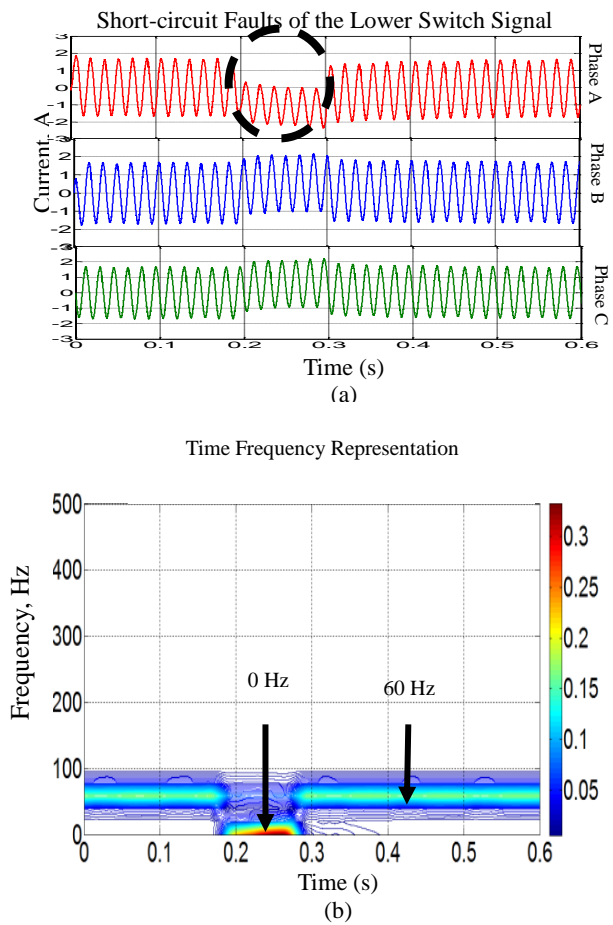 Short-circuit Faults of the Lower Switch Signal
3
2
1
0
-1
-2
Phase A
Current, A
-3
2
1
0
-1
Phase B
-3
2
1
0
-1
-2
-3
Phase C
0 0.1 0.2 0.3 0.4 0.5 0.6
Time (s)
(a)
Time Frequency Representation
500
400
300
200
100
0
Frequency, Hz
0 Hz
60 Hz
0.3
0.25
0.2
0.15
0.1
0.05
0 0.1 0.2 0.3 0.4 0.5 0.6
Time (s)
(b)